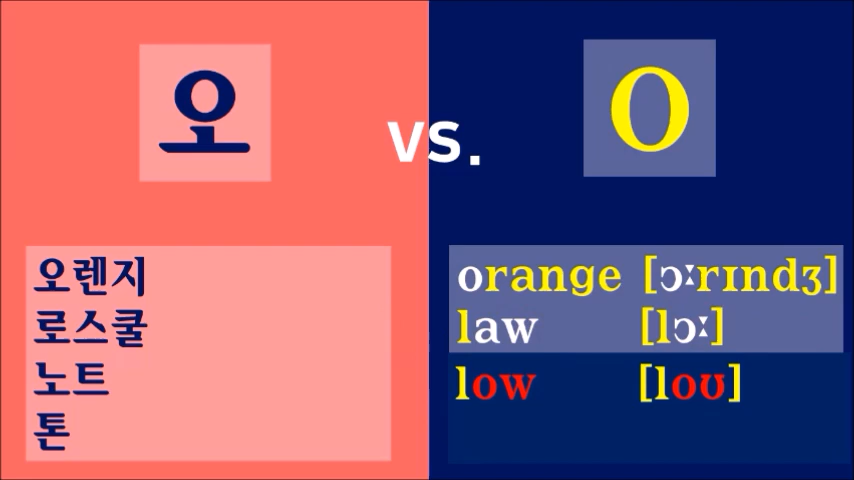 오
vs.
O
오렌지
로스쿨
노트
톤
orange [ɔːrɪndʒ]
law [lɔː]
low [loʊ]